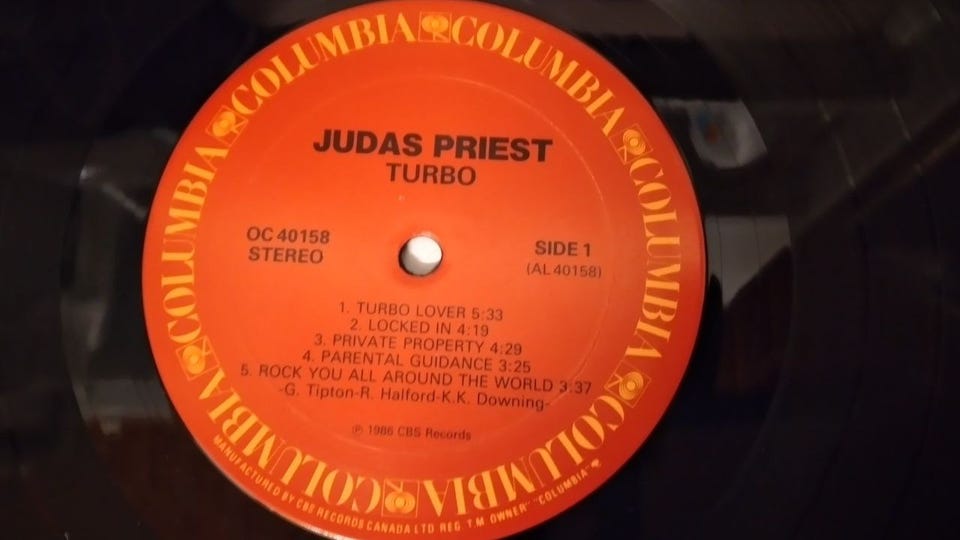 COLUMBIA COLUMBIA COLUMBIA COLUMBIA COLUMBIA COLUMBIA COLUMBIA COLUMBIA COLUMBIA
JUDAS PRIEST
TURBO
OC 40158
STEREO
SIDE 1
(AL 40158)
1. TURBO LOVER 5:33
2. LOCKED IN 4:19
3. PRIVATE PROPERTY 4:29
4. PARENTAL GUIDANCE 3:25
5. ROCK YOU ALL AROUND THE WORLD 3:37
-G. Tipton-R. Halford-K.K. Downing-
℗ 1986 CBS Records
MANUFACTURED BY CBS RECORDS CANADA LTD REG. T.M OWNER "COLUMBIA"